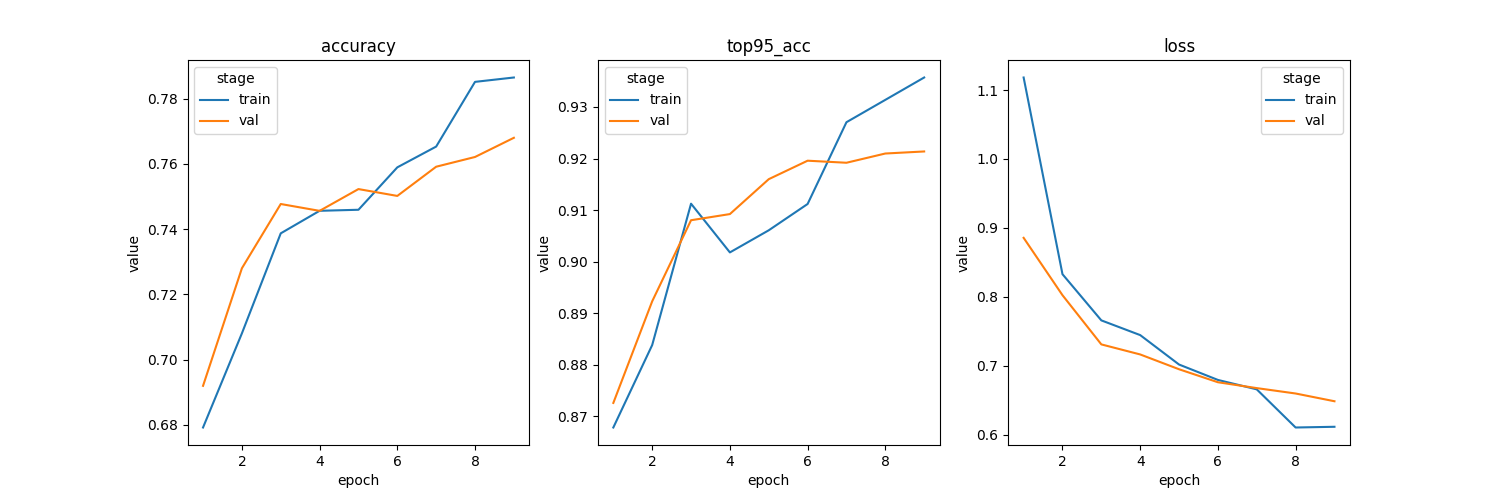 accuracy
stage
train
val
value
0.78
0.76
0.74
0.72
0.70
0.68
2 4 6 8
epoch
top95_acc
stage
train
val
value
0.93
0.92
0.91
0.90
0.89
0.88
0.87
2 4 6 8
epoch
loss
stage
train
val
value
1.1
1.0
0.9
0.8
0.7
0.6
2 4 6 8
epoch